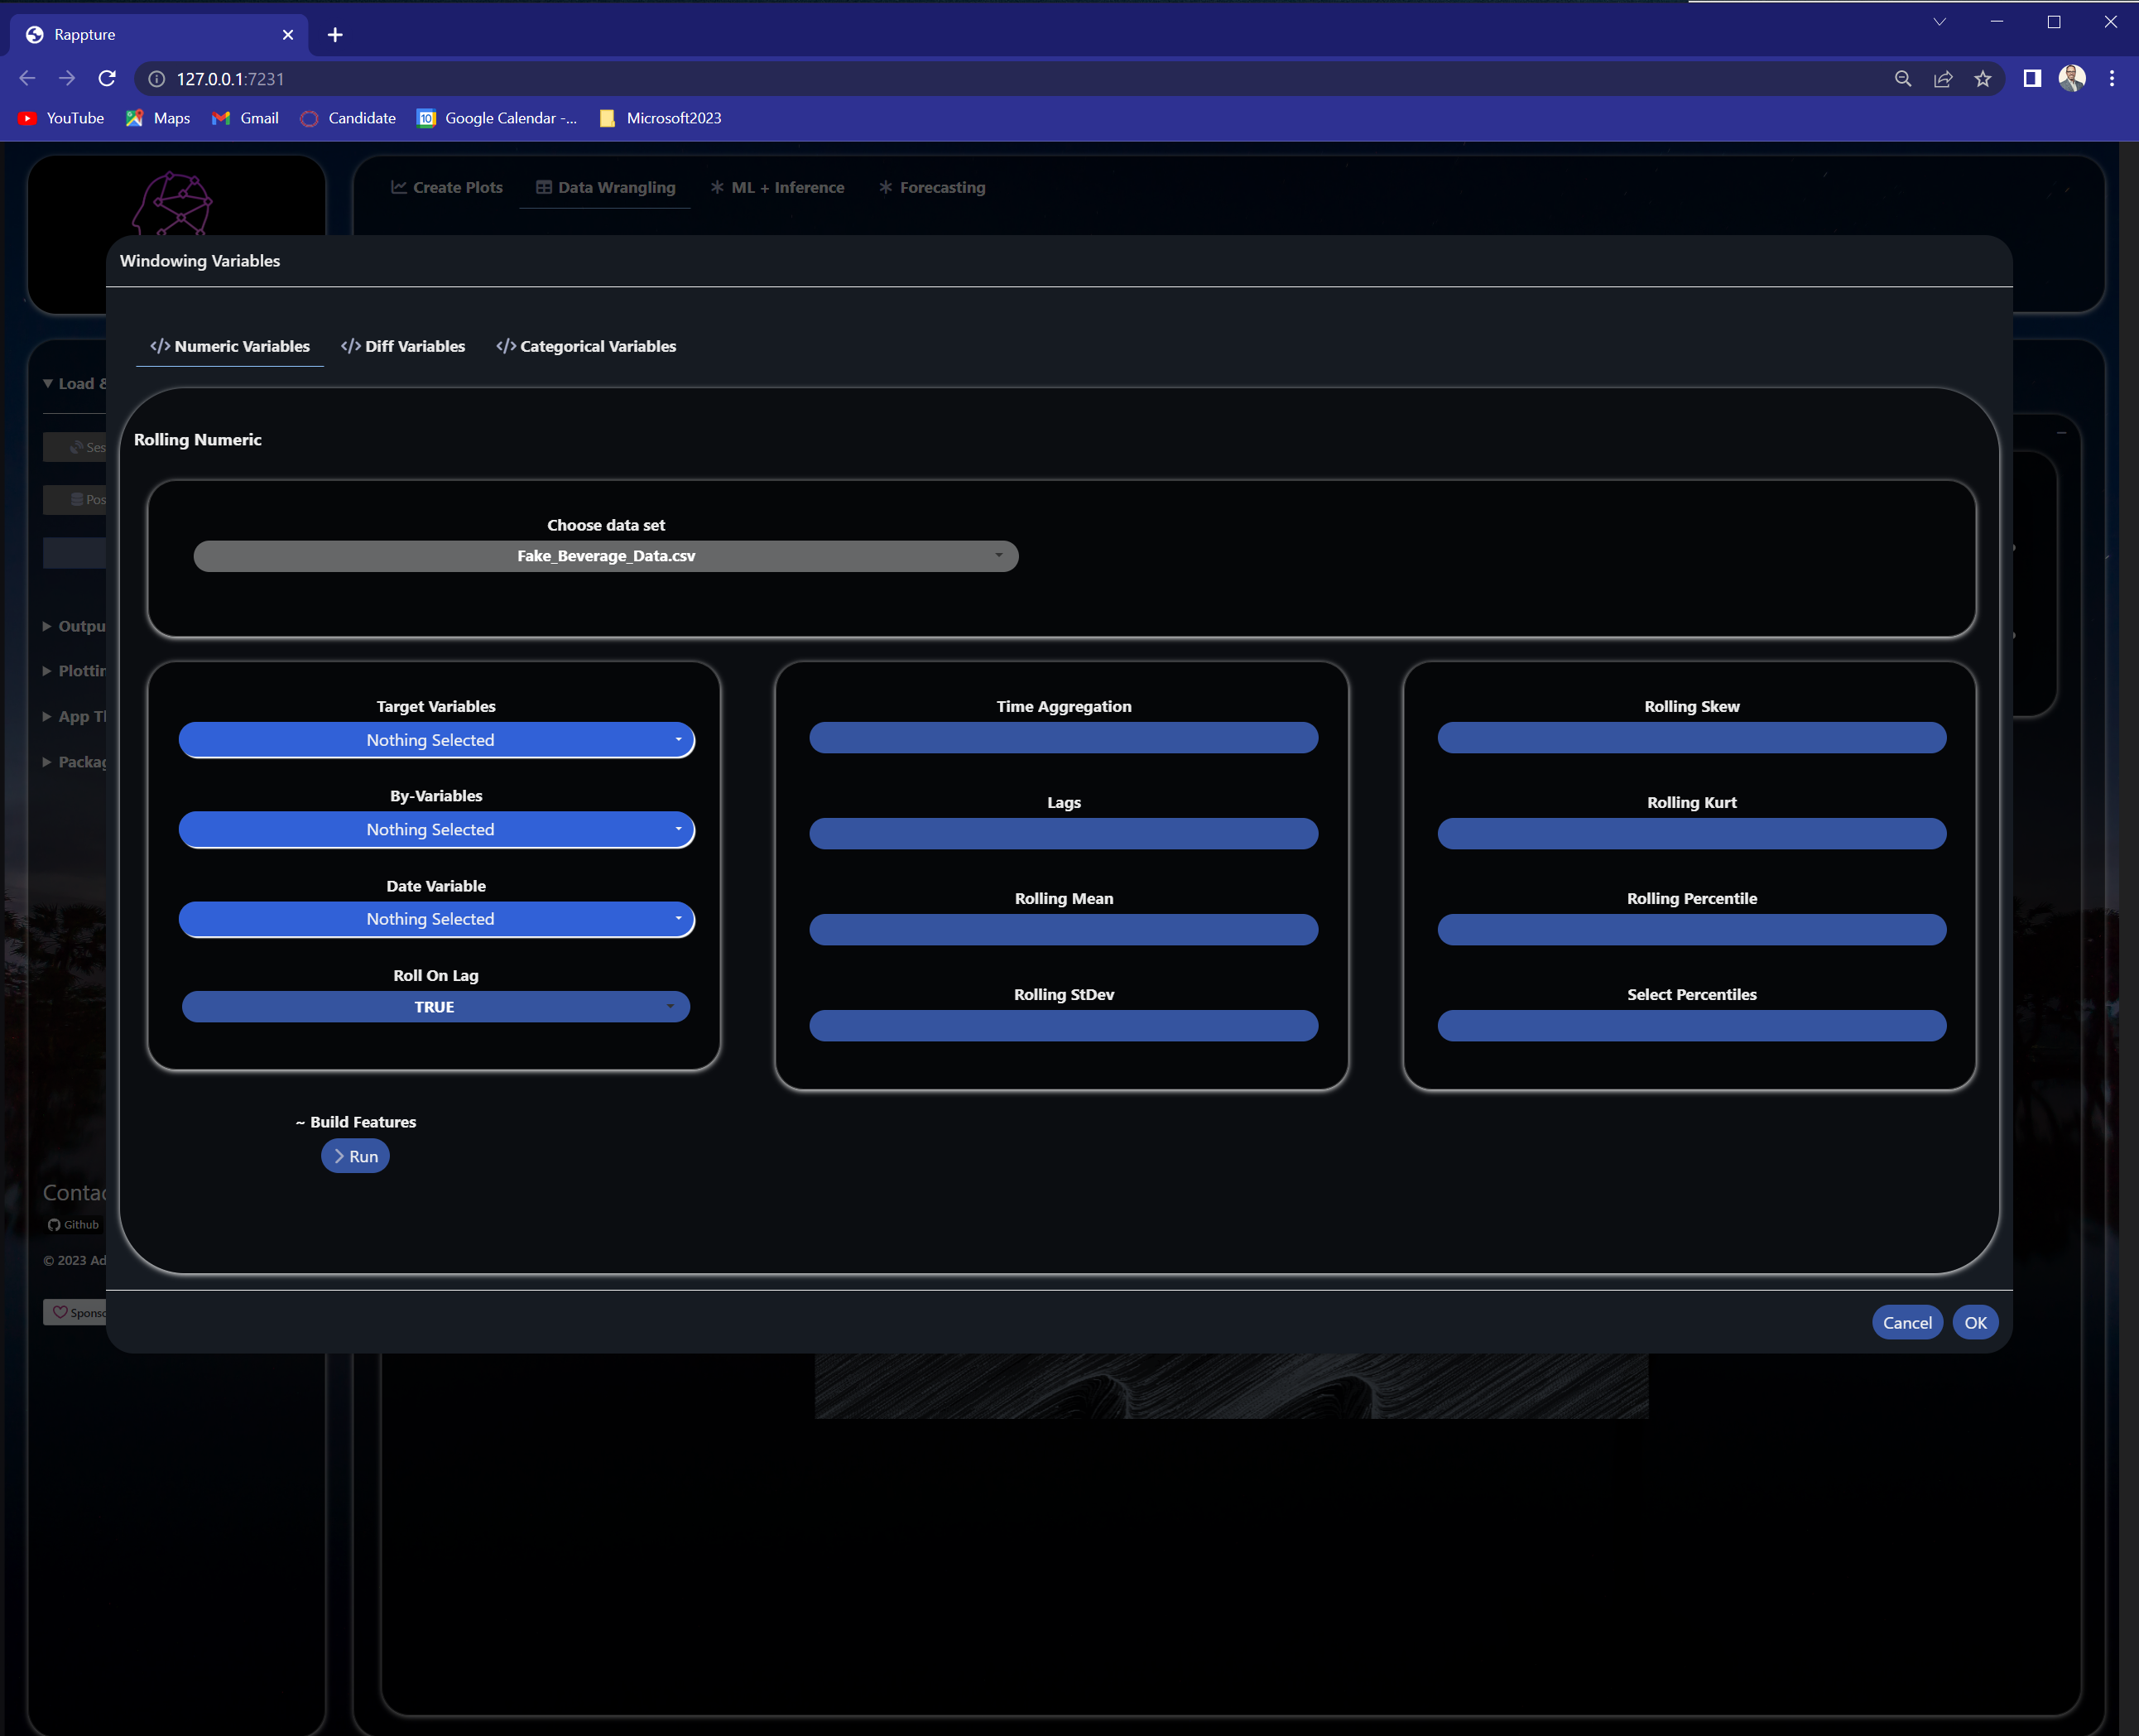 Rappture
127.0.0.1:7231
YouTube Maps Gmail Candidate 10 Google Calendar -... Microsoft2023
Create Plots Data Wrangling ML + Inference Forecasting
Windowing Variables
</> Numeric Variables </> Diff Variables </> Categorical Variables
Load &
Rolling Numeric
Ses
Pos
Choose data set
Fake_Beverage_Data.csv
Outpu
Plottin
App Tl
Packag
Target Variables
Nothing Selected
By-Variables
Nothing Selected
Date Variable
Nothing Selected
Roll On Lag
TRUE
Time Aggregation
Lags
Rolling Mean
Rolling StDev
Rolling Skew
Rolling Kurt
Rolling Percentile
Select Percentiles
~ Build Features
Run
Contac
Github
© 2023 Ad
Sponso
Cancel OK